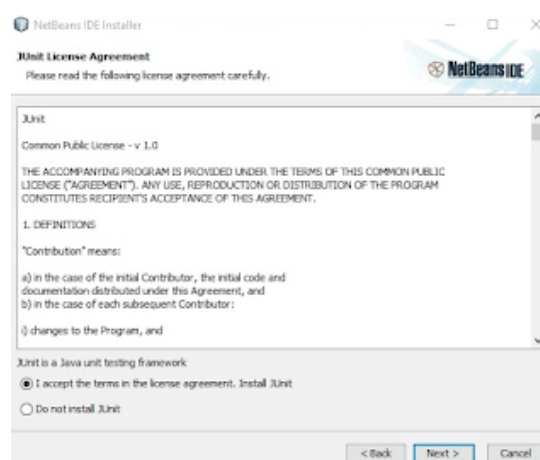 NetBeans IDE Installer
JUnit License Agreement
Please read the following license agreement carefully.
NetBeans IDE
JUnit
Common Public License - v 1.0
THE ACCOMPANYING PROGRAM IS PROVIDED UNDER THE TERMS OF THIS COMMON PUBLIC
LICENSE ("AGREEMENT"). ANY USE, REPRODUCTION OR DISTRIBUTION OF THE PROGRAM
CONSTITUTES RECIPIENT'S ACCEPTANCE OF THIS AGREEMENT.
1. DEFINITIONS
"Contribution" means:
a) in the case of the initial Contributor, the initial code and
documentation distributed under this Agreement, and
b) in the case of each subsequent Contributor:
i) changes to the Program, and
JUnit is a Java unit testing framework
I accept the terms in the license agreement. Install JUnit
Do not install JUnit
< Back Next > Cancel